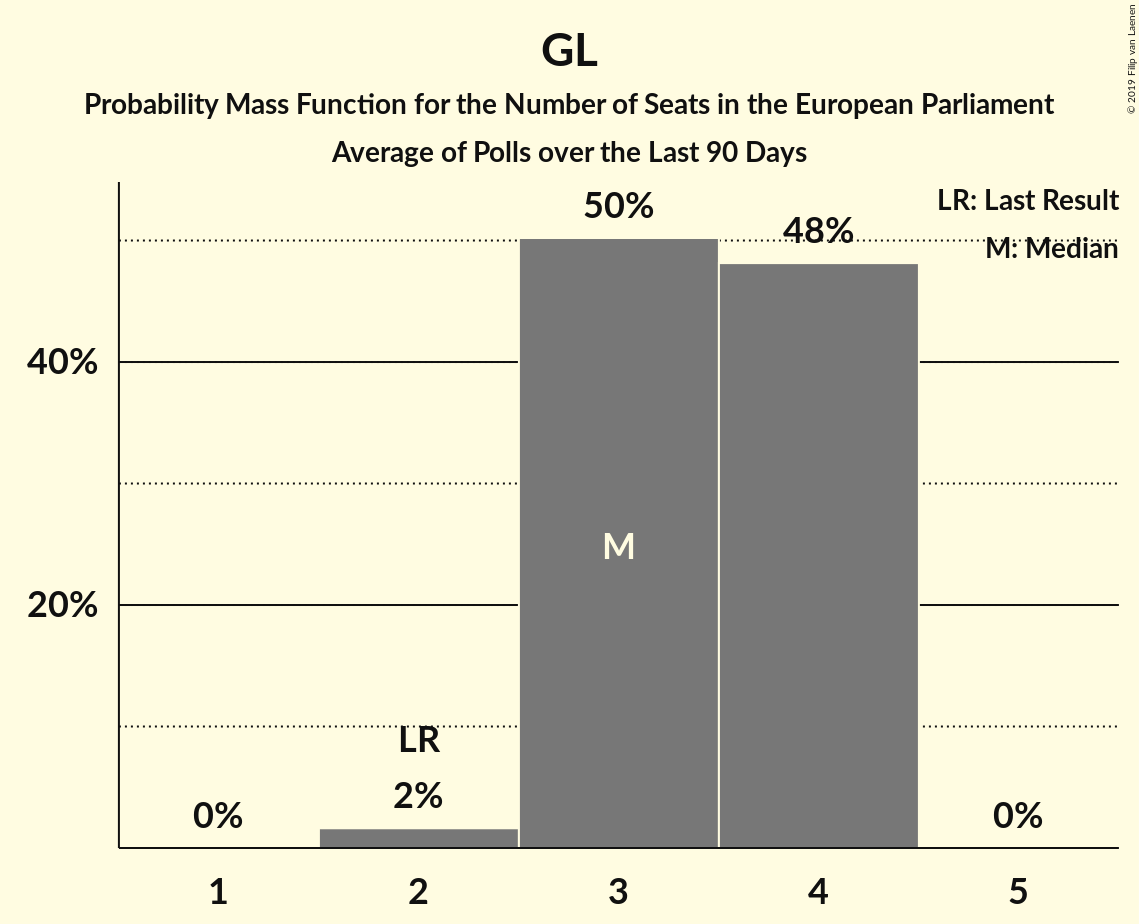 GL
Probability Mass Function for the Number of Seats in the European Parliament
Average of Polls over the Last 90 Days
© 2019 Filip van Laenen
LR: Last Result
M: Median
50%
48%
40%
M
20%
LR
2%
0%
0%
1
2
3
4
5